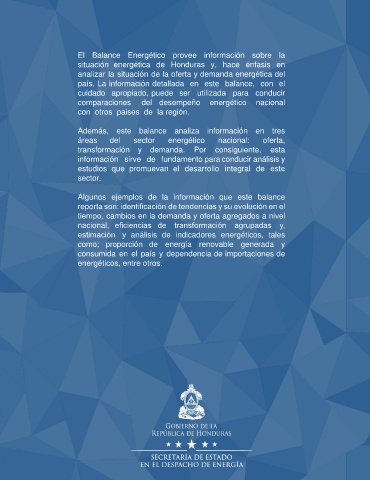 El Balance Energético provee información sobre la
situación energética de Honduras y, hace énfasis en
analizar la situación de la oferta y demanda energética del
país. La información detallada en este balance, con el
cuidado apropiado, puede ser utilizada para conducir
comparaciones del desempeño energético nacional
con otros países de la región.
Además, este balance analiza información en tres
áreas del sector energético nacional: oferta,
transformación y demanda. Por consiguiente, esta
información sirve de fundamento para conducir análisis y
estudios que promuevan el desarrollo integral de este
sector.
Algunos ejemplos de la información que este balance
reporta son: identificación de tendencias y su evolución en el
tiempo, cambios en la demanda y oferta agregados a nivel
nacional, eficiencias de transformación agrupadas y,
estimación y análisis de indicadores energéticos, tales
como; proporción de energía renovable generada y
consumida en el país y dependencia de importaciones de
energéticos, entre otros.
GOBIERNO DE LA
REPÚBLICA DE HONDURAS
SECRETARÍA DE ESTADO
EN EL DESPACHO DE ENERGÍA